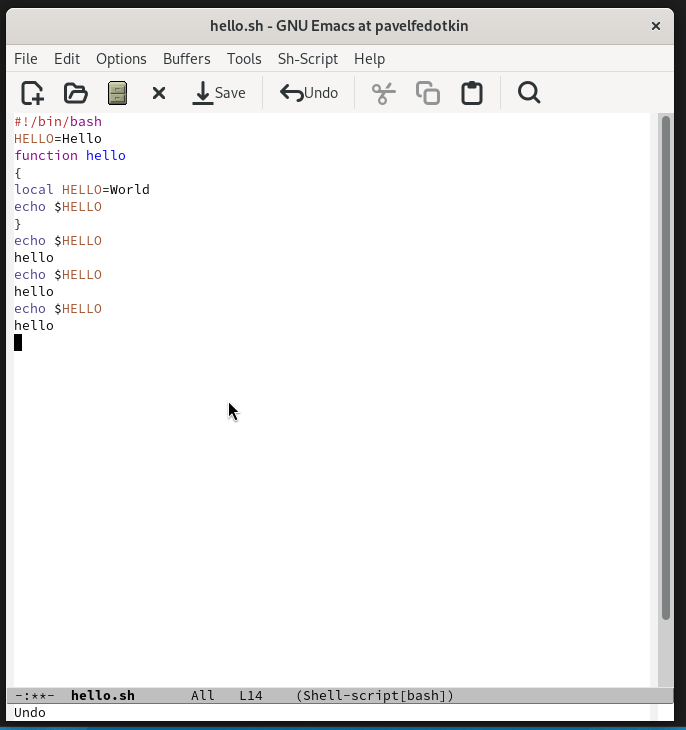 hello.sh - GNU Emacs at pavelfedotkin
File Edit Options Buffers Tools Sh-Script Help
Save Undo
#!/bin/bash
HELLO=Hello
function hello
{
local HELLO=World
echo $HELLO
}
echo $HELLO
hello
echo $HELLO
hello
echo $HELLO
hello
-:**- hello.sh All L14 (Shell-script[bash])
Undo